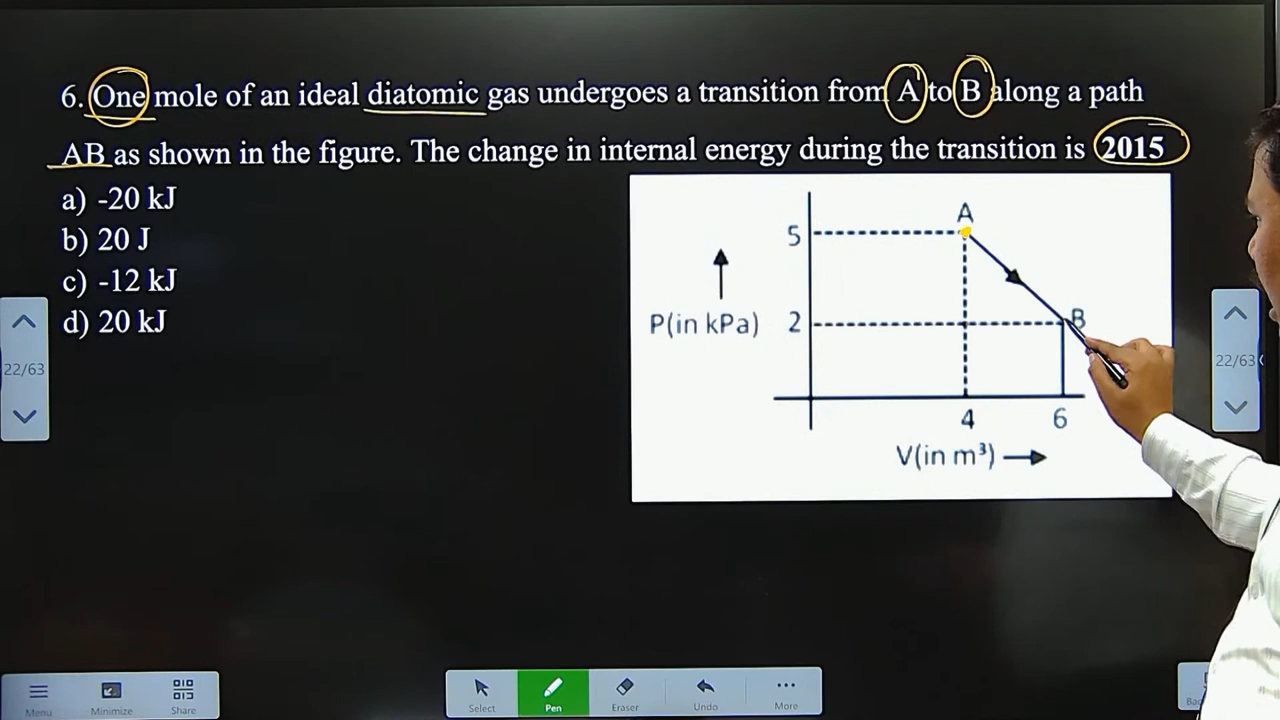 6. One mole of an ideal diatomic gas undergoes a transition from A to B along a path
AB as shown in the figure. The change in internal energy during the transition is 2015
a) -20 kJ
b) 20 J
c) -12 kJ
d) 20 kJ
A
5
P(in kPa)
2
B
4
6
V(in m³)
22/63
22/63
Menu
Minimize
Share
Select
Pen
Eraser
Undo
More